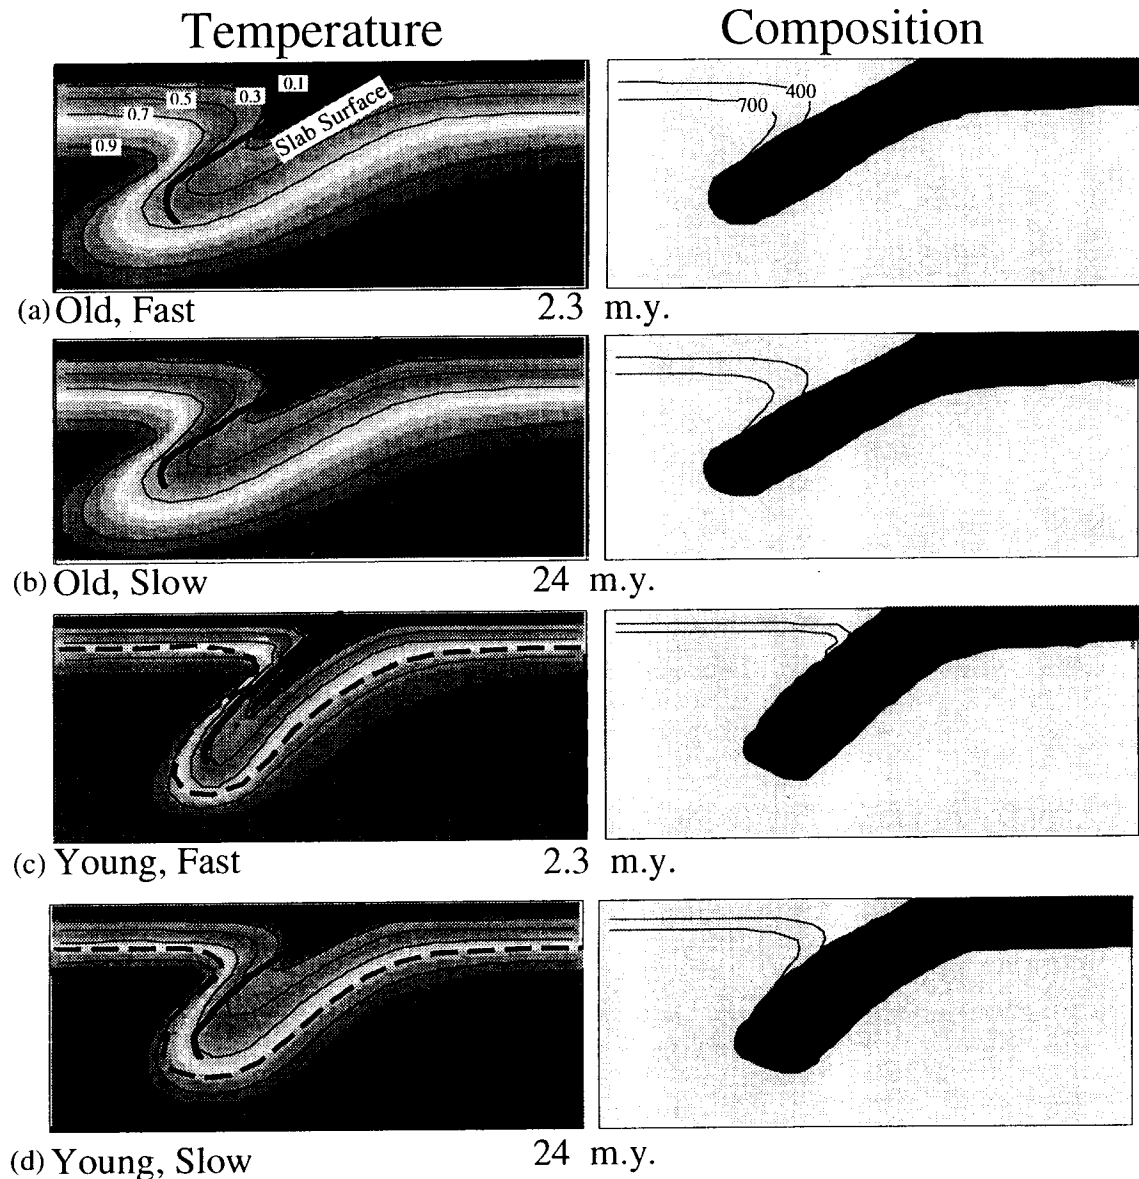 Temperature
Composition
0.1
0.3
0.5
0.7
0.9
Slab Surface
400
700
(a) Old, Fast
2.3 m.y.
(b) Old, Slow
24 m.y.
(c) Young, Fast
2.3 m.y.
(d) Young, Slow
24 m.y.